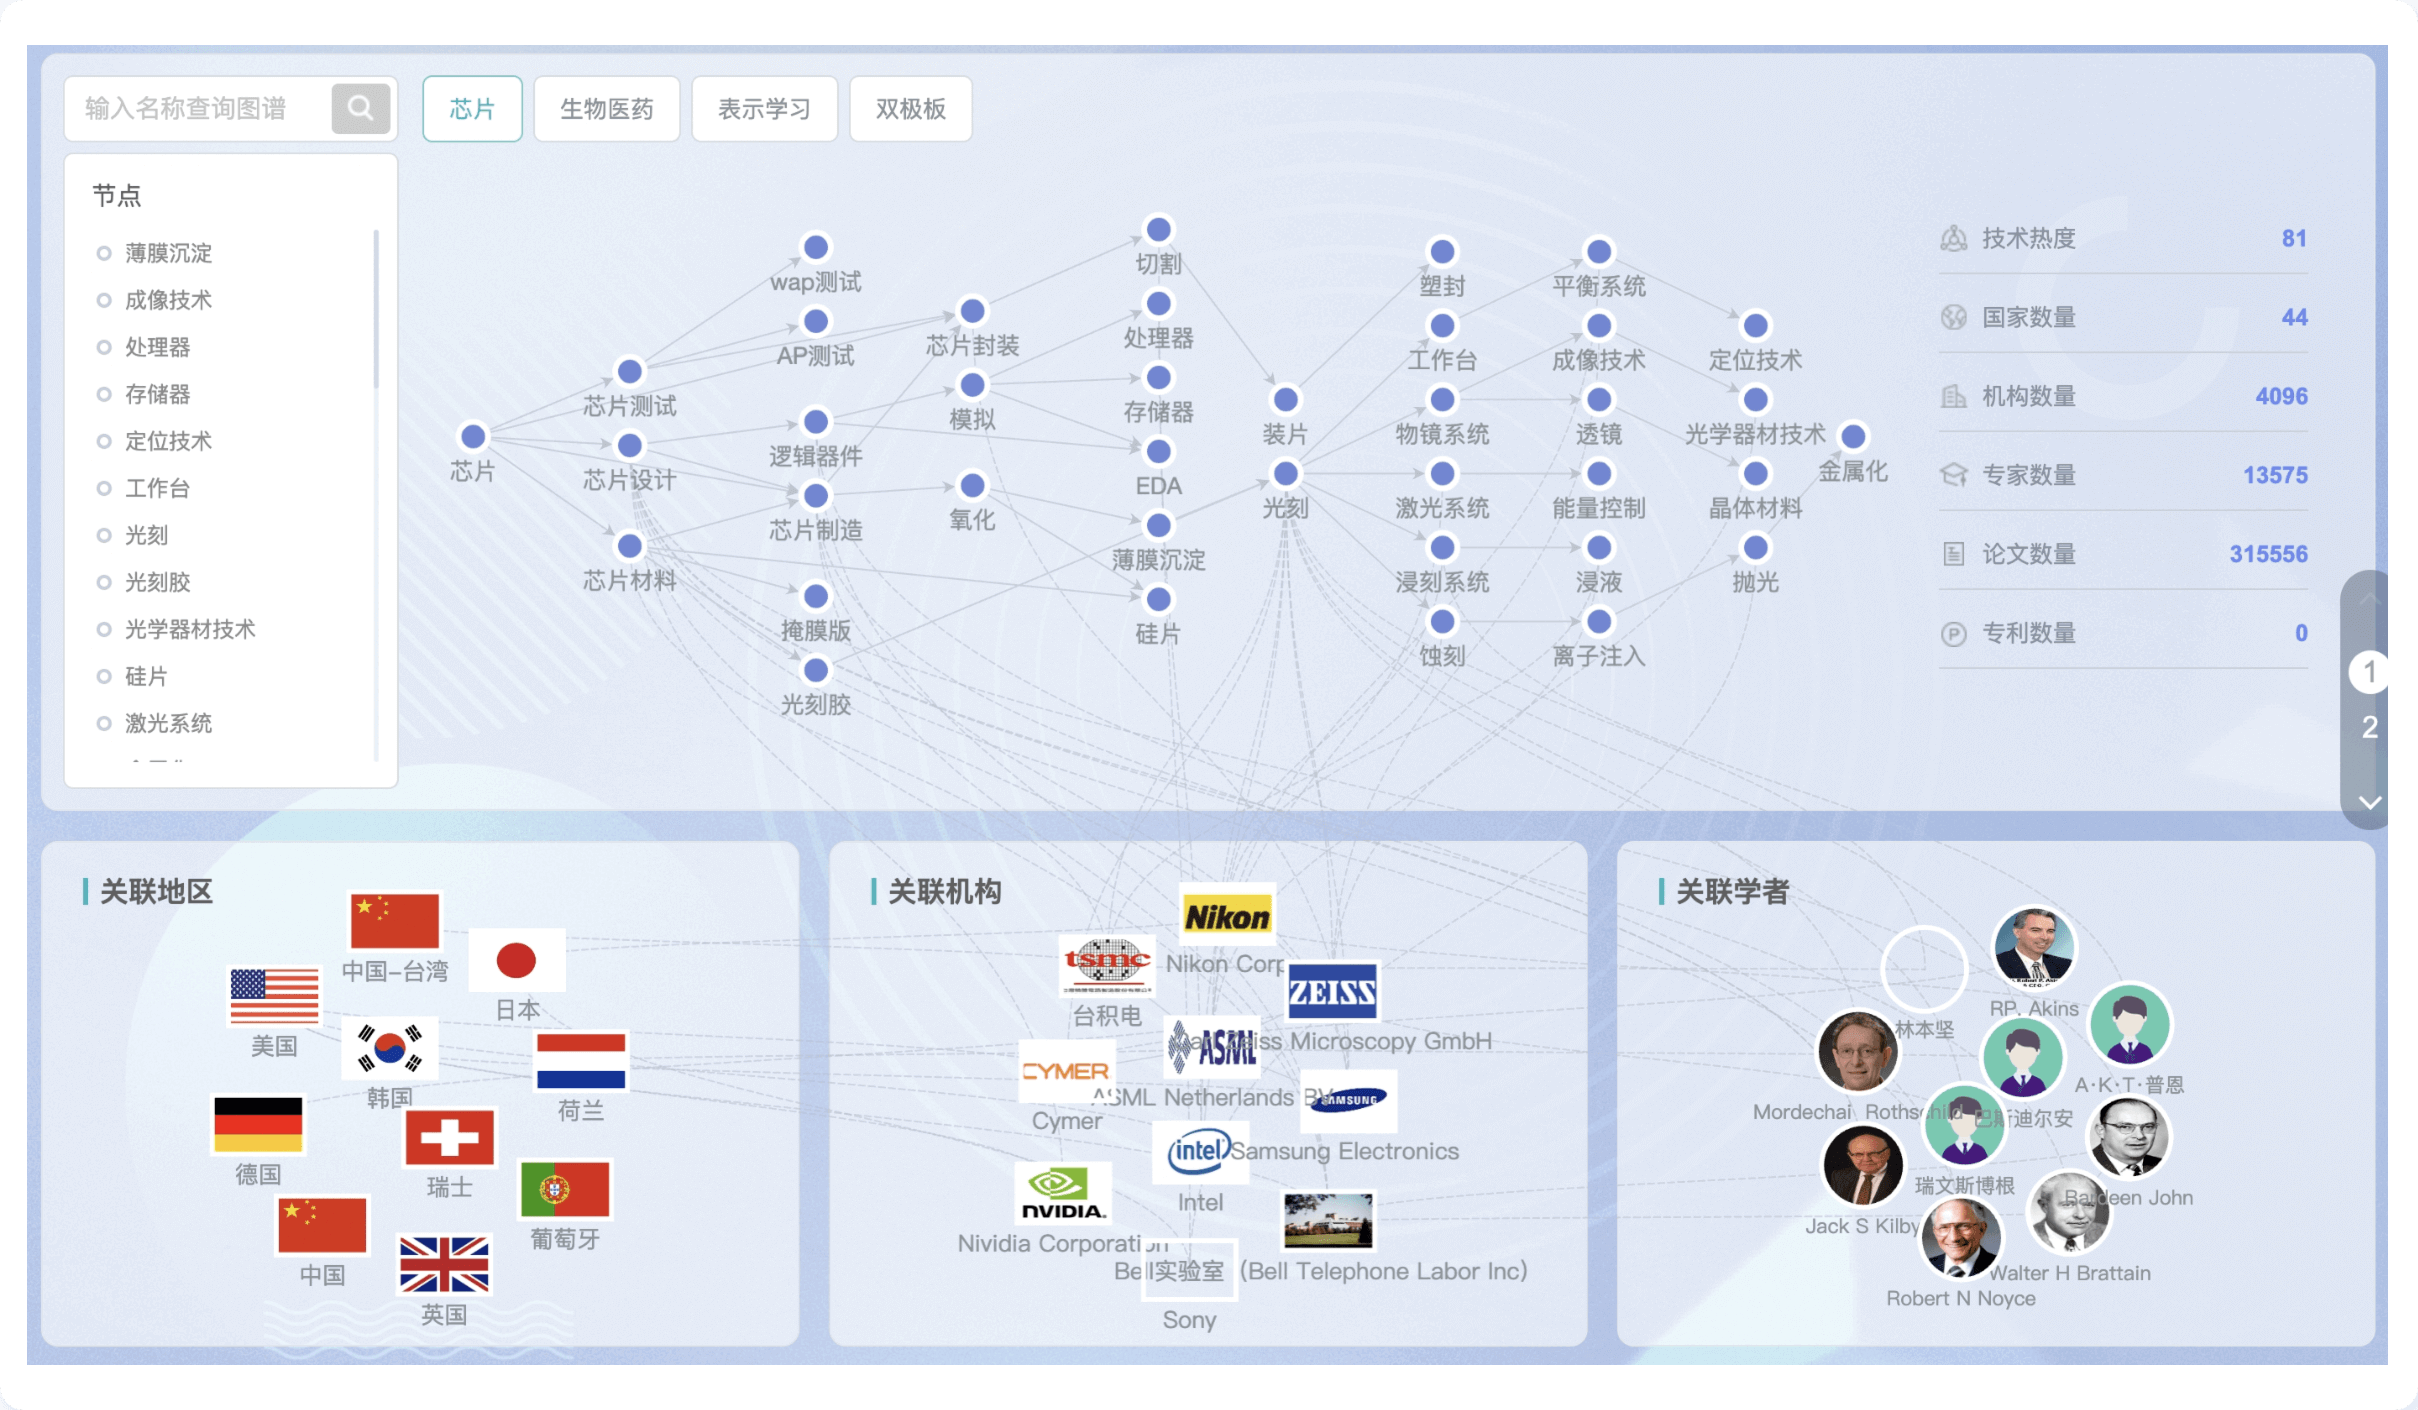 输入名称查询图谱
芯片
生物医药
表示学习
双极板
节点
薄膜沉淀
成像技术
处理器
存储器
定位技术
工作台
光刻
光刻胶
光学器材技术
硅片
激光系统
芯片
芯片测试
芯片设计
芯片材料
wap测试
AP测试
逻辑器件
芯片制造
掩膜版
光刻胶
芯片封装
模拟
氧化
切割
处理器
存储器
EDA
薄膜沉淀
硅片
装片
光刻
塑封
工作台
物镜系统
激光系统
浸刻系统
蚀刻
平衡系统
成像技术
透镜
能量控制
浸液
离子注入
定位技术
光学器材技术
晶体材料
抛光
金属化
技术热度 81
国家数量 44
机构数量 4096
专家数量 13575
论文数量 315556
专利数量 0
1
2
关联地区
中国-台湾
日本
美国
韩国
荷兰
德国
瑞士
葡萄牙
中国
英国
关联机构
Nikon
Nikon Corp
tsmc
台积电
ZEISS
Zeiss Microscopy GmbH
ASML
ASML Netherlands BV
CYMER
Cymer
SAMSUNG
Samsung Electronics
intel
Intel
NVIDIA.
Nividia Corporation
Bell实验室 (Bell Telephone Labor Inc)
Sony
关联学者
RP. Akins
林本坚
A·K·T·普恩
Mordechai Rothschild
巴斯迪尔安
瑞文斯博根
Bardeen John
Jack S Kilby
Walter H Brattain
Robert N Noyce